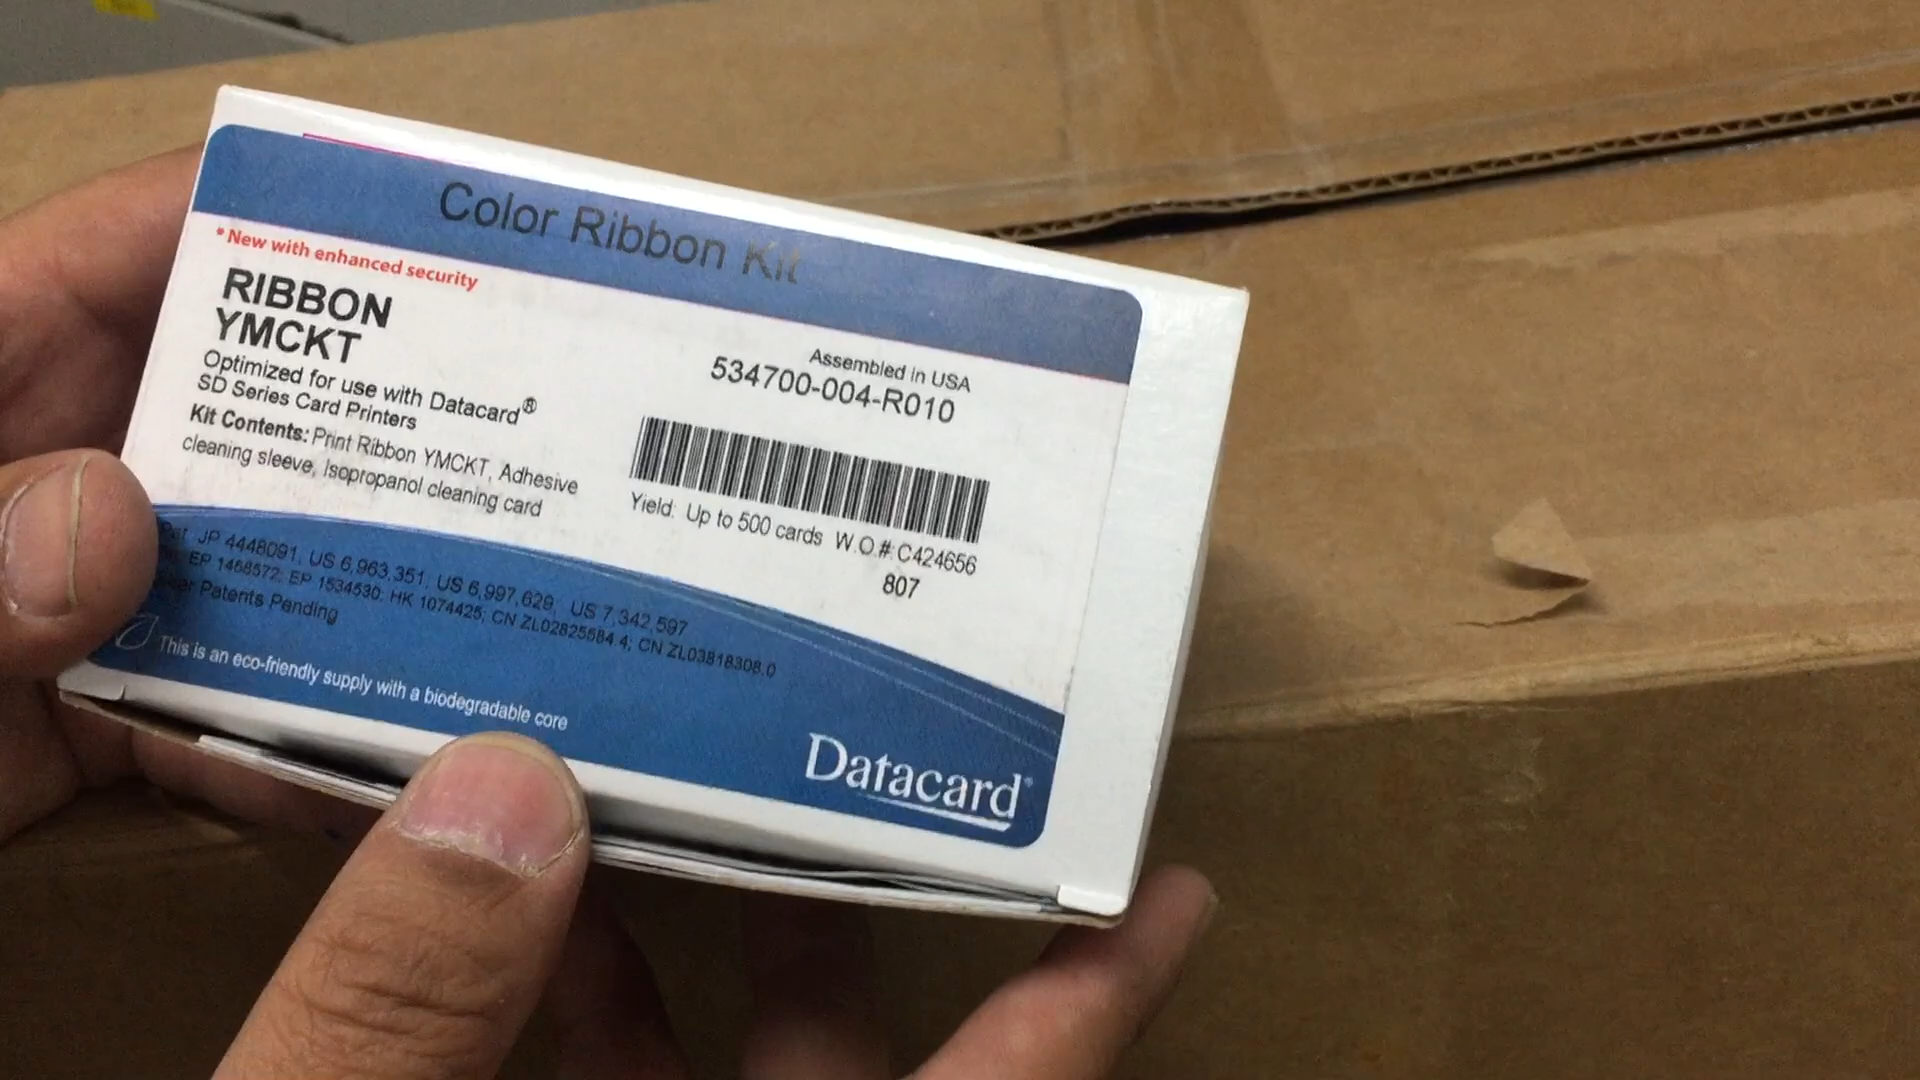 Color Ribbon Kit
*New with enhanced security
RIBBON
YMCKT
Optimized for use with Datacard®
SD Series Card Printers
Kit Contents: Print Ribbon YMCKT, Adhesive
cleaning sleeve, Isopropanol cleaning card
Assembled in USA
534700-004-R010
Yield: Up to 500 cards W.O.#:C424656
807
JP 4448091, US 6,963,351, US 6,997,629, US 7,342,597
EP 1458572; EP 1534530; HK 1074425; CN ZL02825584.4; CN ZL03818308.0
Patents Pending
This is an eco-friendly supply with a biodegradable core
Datacard